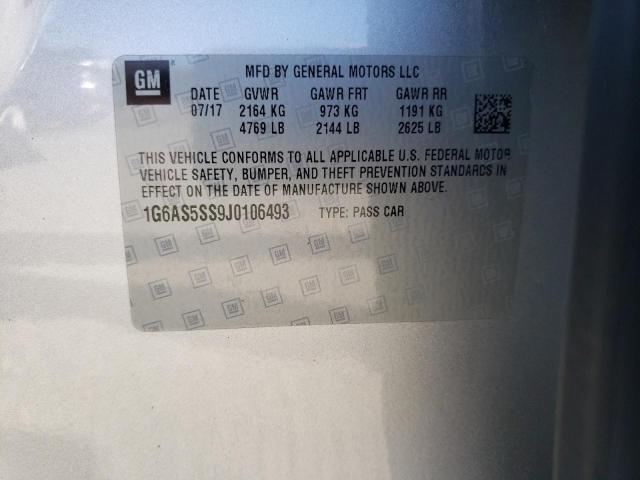 GM
MFD BY GENERAL MOTORS LLC
DATE GVWR GAWR FRT GAWR RR
07/17 2164 KG 973 KG 1191 KG
4769 LB 2144 LB 2625 LB
THIS VEHICLE CONFORMS TO ALL APPLICABLE U.S. FEDERAL MOTOR
VEHICLE SAFETY, BUMPER, AND THEFT PREVENTION STANDARDS IN
EFFECT ON THE DATE OF MANUFACTURE SHOWN ABOVE.
1G6AS5SS9J0106493 TYPE: PASS CAR